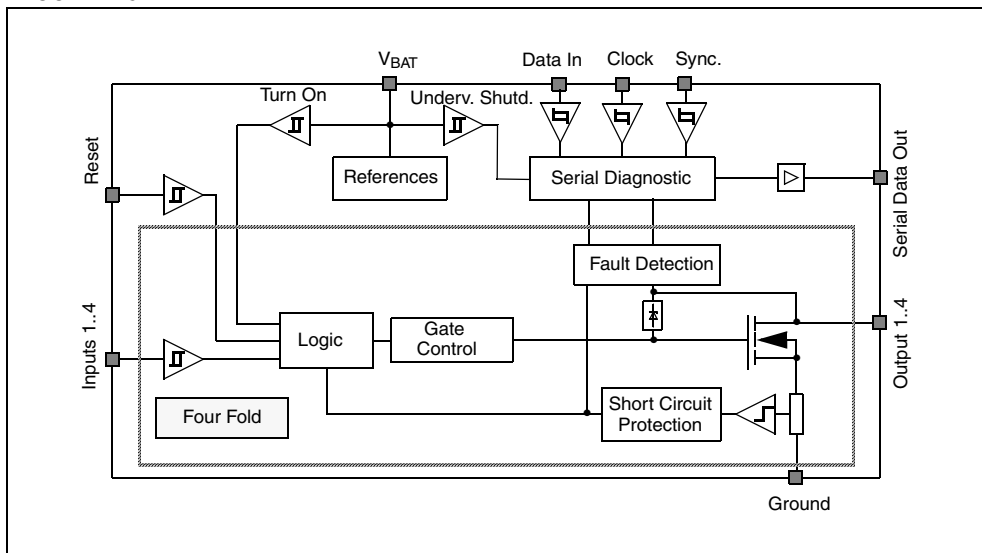 V_BAT
Data In
Clock
Sync.
Turn On
Underv. Shutd.
Reset
References
Serial Diagnostic
Serial Data Out
Fault Detection
Inputs 1..4
Logic
Gate
Control
Output 1..4
Four Fold
Short Circuit
Protection
Ground